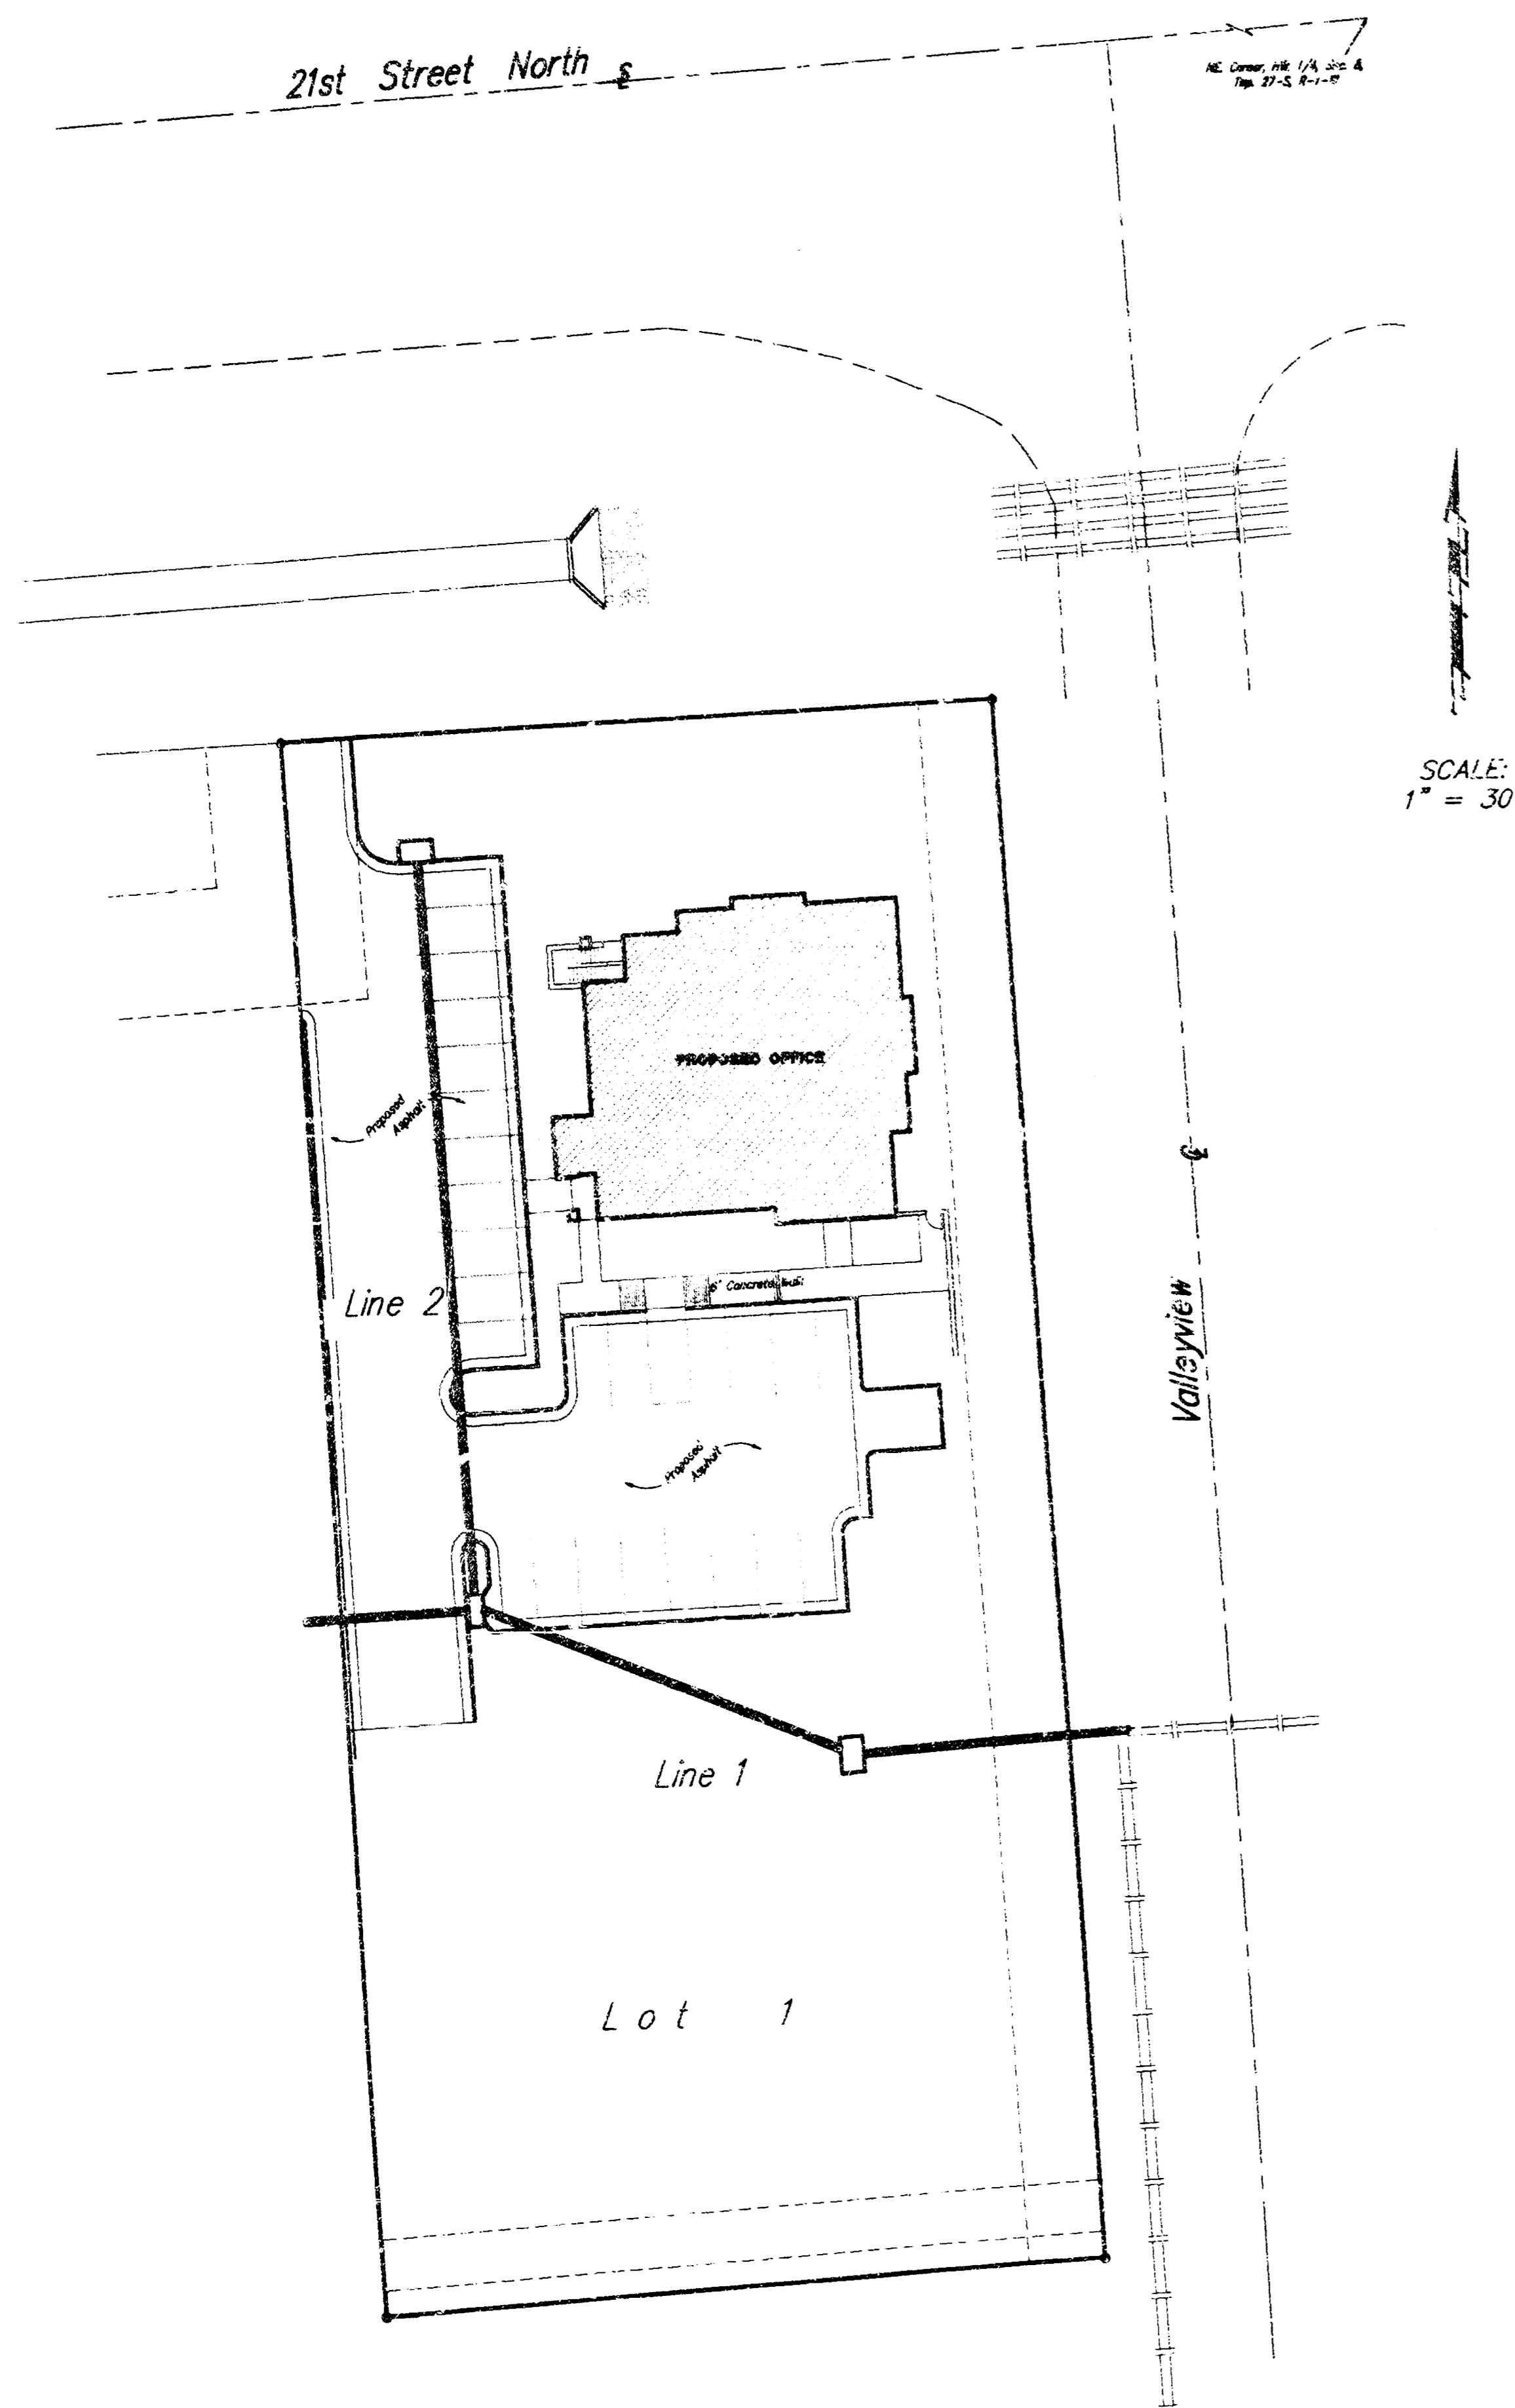 21st Street North
NE Corner, NW 1/4, Sec 4,
Twp. 27-S, R-1-E
SCALE:
1" = 30
PROPOSED OFFICE
Proposed
Asphalt
Line 2
6' Concrete Walk
Valleyview
Proposed
Asphalt
Line 1
Lot 1